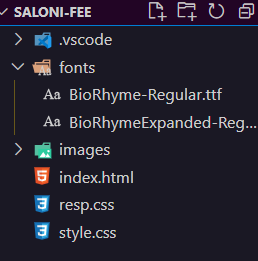 SALONI-FEE
.vscode
fonts
Aa BioRhyme-Regular.ttf
Aa BioRhymeExpanded-Reg...
images
index.html
resp.css
style.css